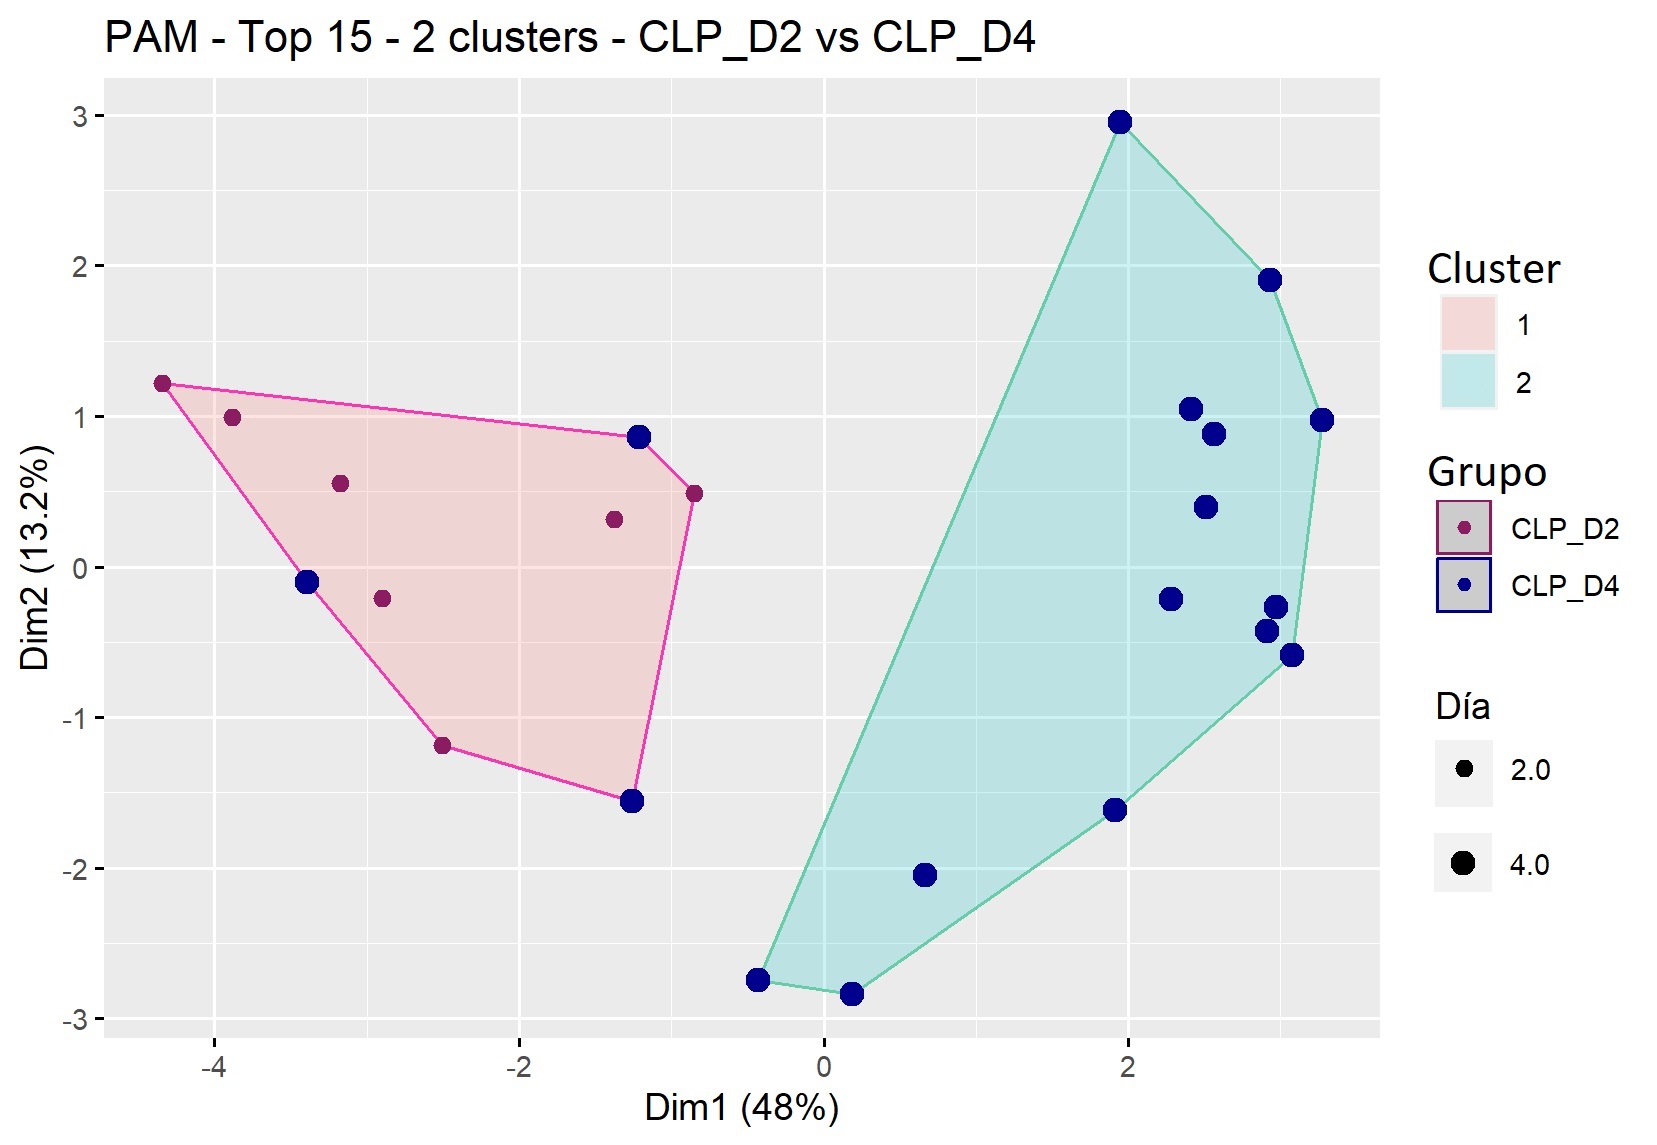 PAM - Top 15 - 2 clusters - CLP_D2 vs CLP_D4
3
2
1
0
-1
-2
-3
Dim2 (13.2%)
-4
-2
0
2
Dim1 (48%)
Cluster
1
2
Grupo
CLP_D2
CLP_D4
Día
2.0
4.0